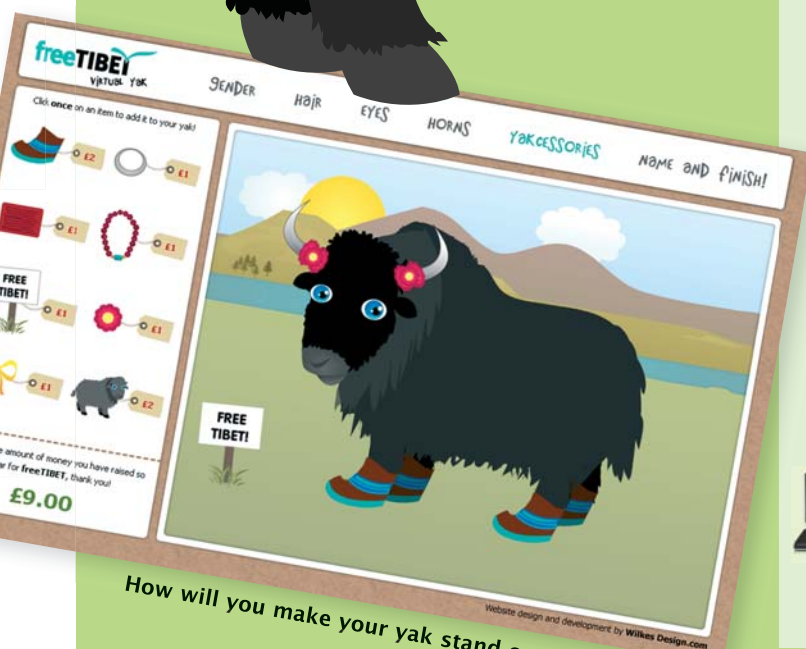 freeTIBET
VIRTUAL YAK
GENDER
HAIR
EYES
HORNS
YAKCESSORIES
NAME AND FINISH!
Click once on an item to add it to your yak!
£2
£1
£1
£1
FREE
TIBET!
£1
£1
£1
£2
amount of money you have raised so
for freeTIBET, thank you!
£9.00
FREE
TIBET!
Website design and development by Wilkes Design.com
How will you make your yak stand